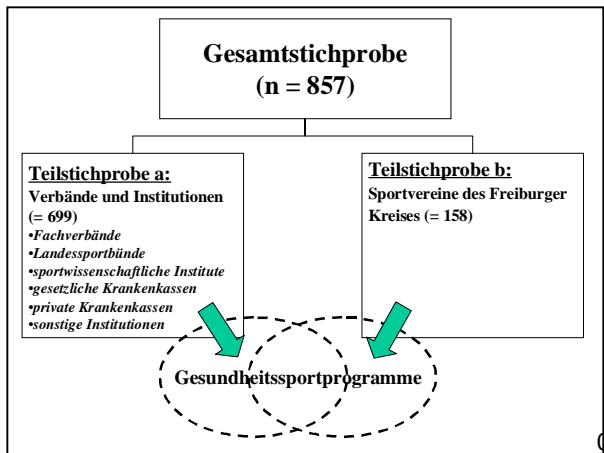 Gesamtstichprobe
(n = 857)
Teilstichprobe a:
Verbände und Institutionen
(= 699)
•Fachverbände
•Landessportbünde
•sportwissenschaftliche Institute
•gesetzliche Krankenkassen
•private Krankenkassen
•sonstige Institutionen
Teilstichprobe b:
Sportvereine des Freiburger
Kreises (= 158)
Gesundheitssportprogramme